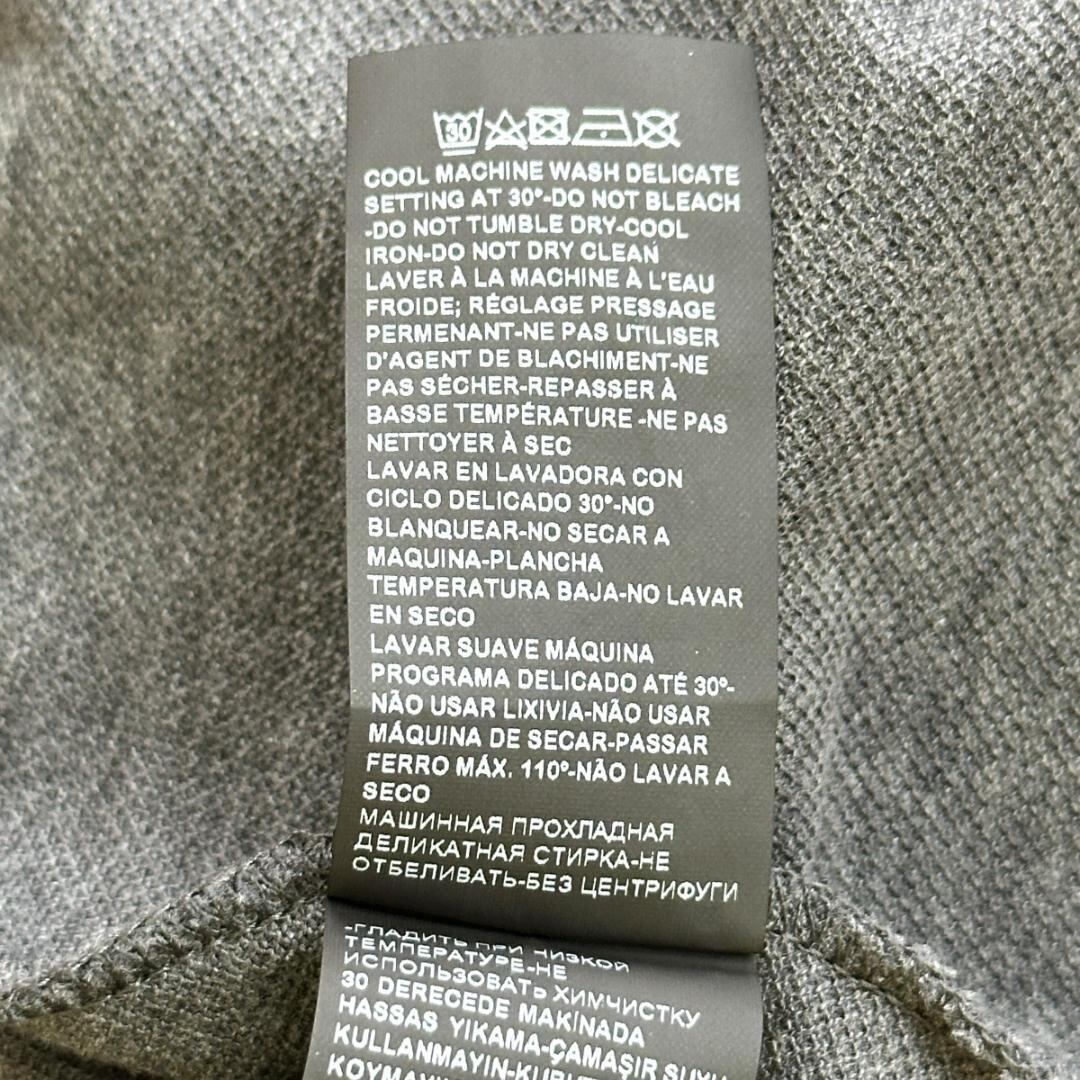 30
COOL MACHINE WASH DELICATE
SETTING AT 30°-DO NOT BLEACH
-DO NOT TUMBLE DRY-COOL
IRON-DO NOT DRY CLEAN
LAVER À LA MACHINE À L'EAU
FROIDE; RÉGLAGE PRESSAGE
PERMENANT-NE PAS UTILISER
D'AGENT DE BLACHIMENT-NE
PAS SÉCHER-REPASSER À
BASSE TEMPÉRATURE -NE PAS
NETTOYER À SEC
LAVAR EN LAVADORA CON
CICLO DELICADO 30°-NO
BLANQUEAR-NO SECAR A
MAQUINA-PLANCHA
TEMPERATURA BAJA-NO LAVAR
EN SECO
LAVAR SUAVE MÁQUINA
PROGRAMA DELICADO ATÉ 30°-
NÃO USAR LIXIVIA-NÃO USAR
MÁQUINA DE SECAR-PASSAR
FERRO MÁX. 110°-NÃO LAVAR A
SECO
МАШИННАЯ ПРОХЛАДНАЯ
ДЕЛИКАТНАЯ СТИРКА-НЕ
ОТБЕЛИВАТЬ-БЕЗ ЦЕНТРИФУГИ
-ГЛАДИТЬ ПРИ НИЗКОЙ
ТЕМПЕРАТУРЕ-НЕ
ИСПОЛЬЗОВАТЬ ХИМЧИСТКУ
30 DERECEDE MAKİNADA
HASSAS YIKAMA-ÇAMAŞIR SUYU
KULLANMAYIN-